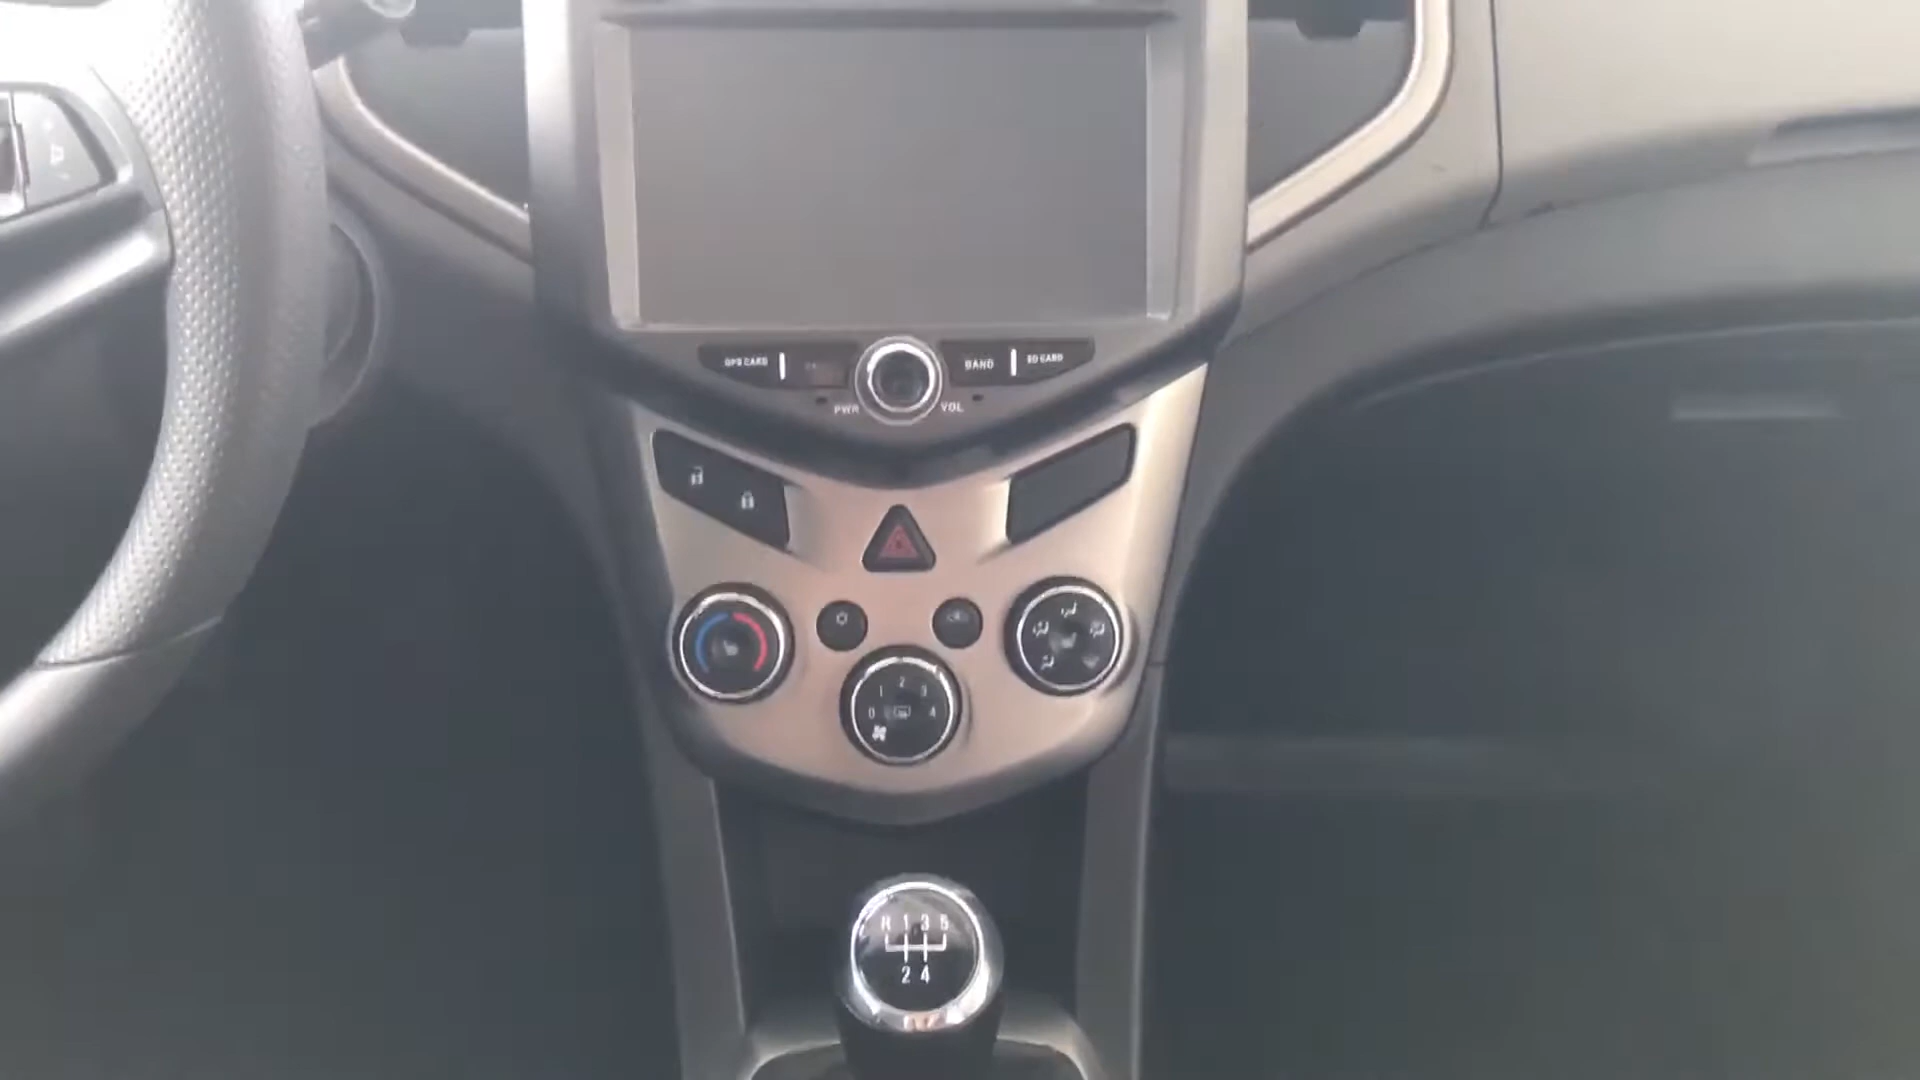 GPS CARD
BAND
SD CARD
PWR
VOL
1 2 3
0 4
R 1 3 5
2 4